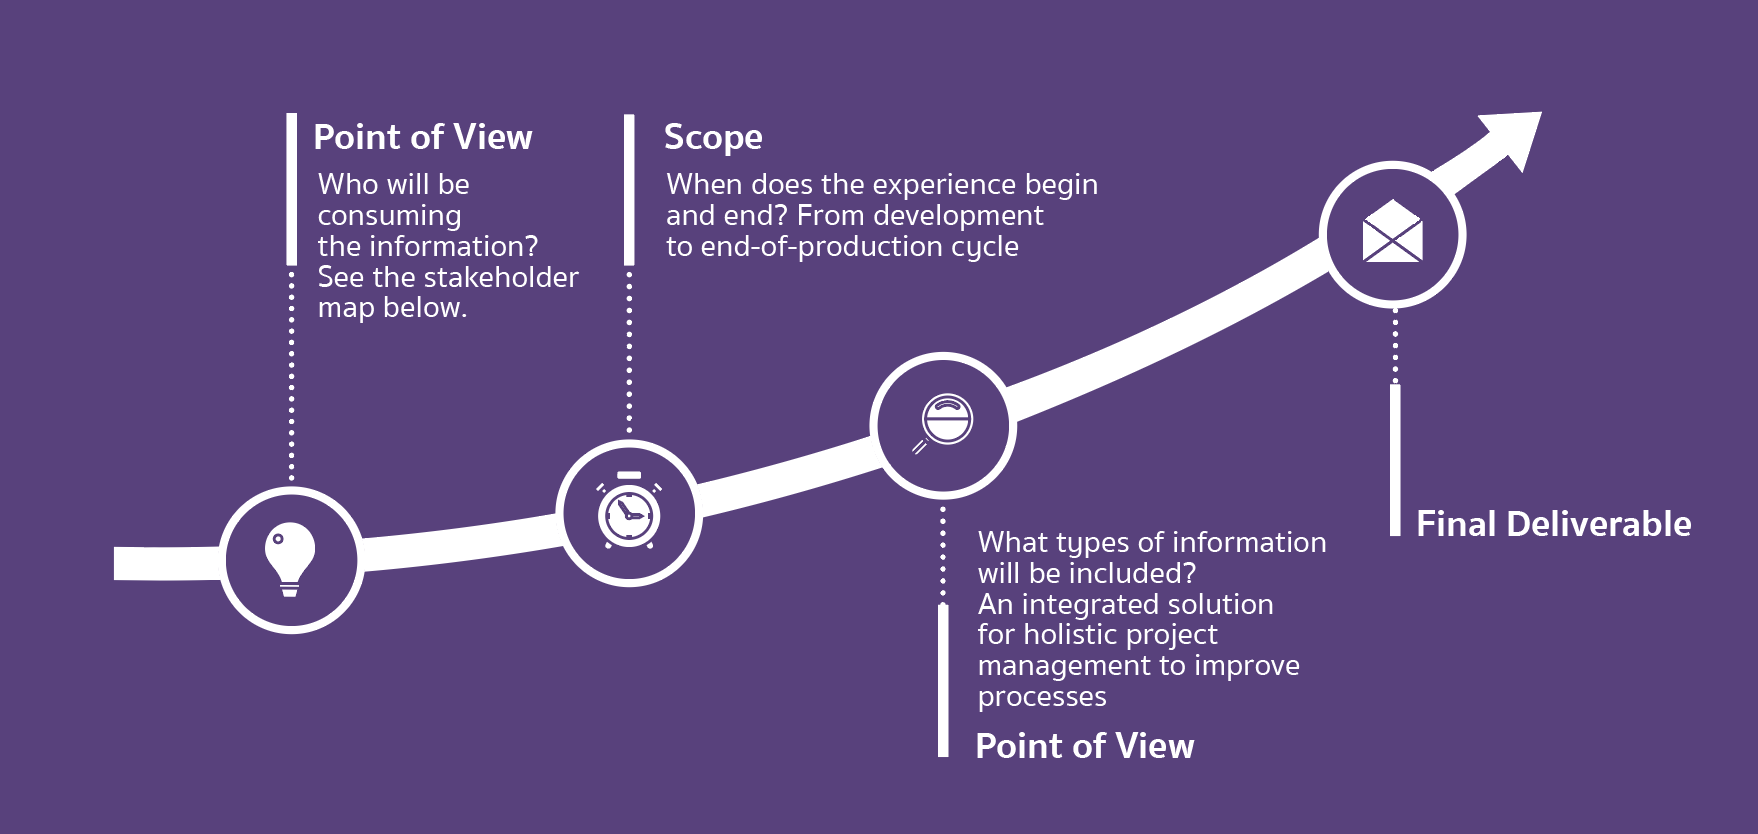 Point of View
Who will be
consuming
the information?
See the stakeholder
map below.
Scope
When does the experience begin
and end? From development
to end-of-production cycle
What types of information
will be included?
An integrated solution
for holistic project
management to improve
processes
Point of View
Final Deliverable